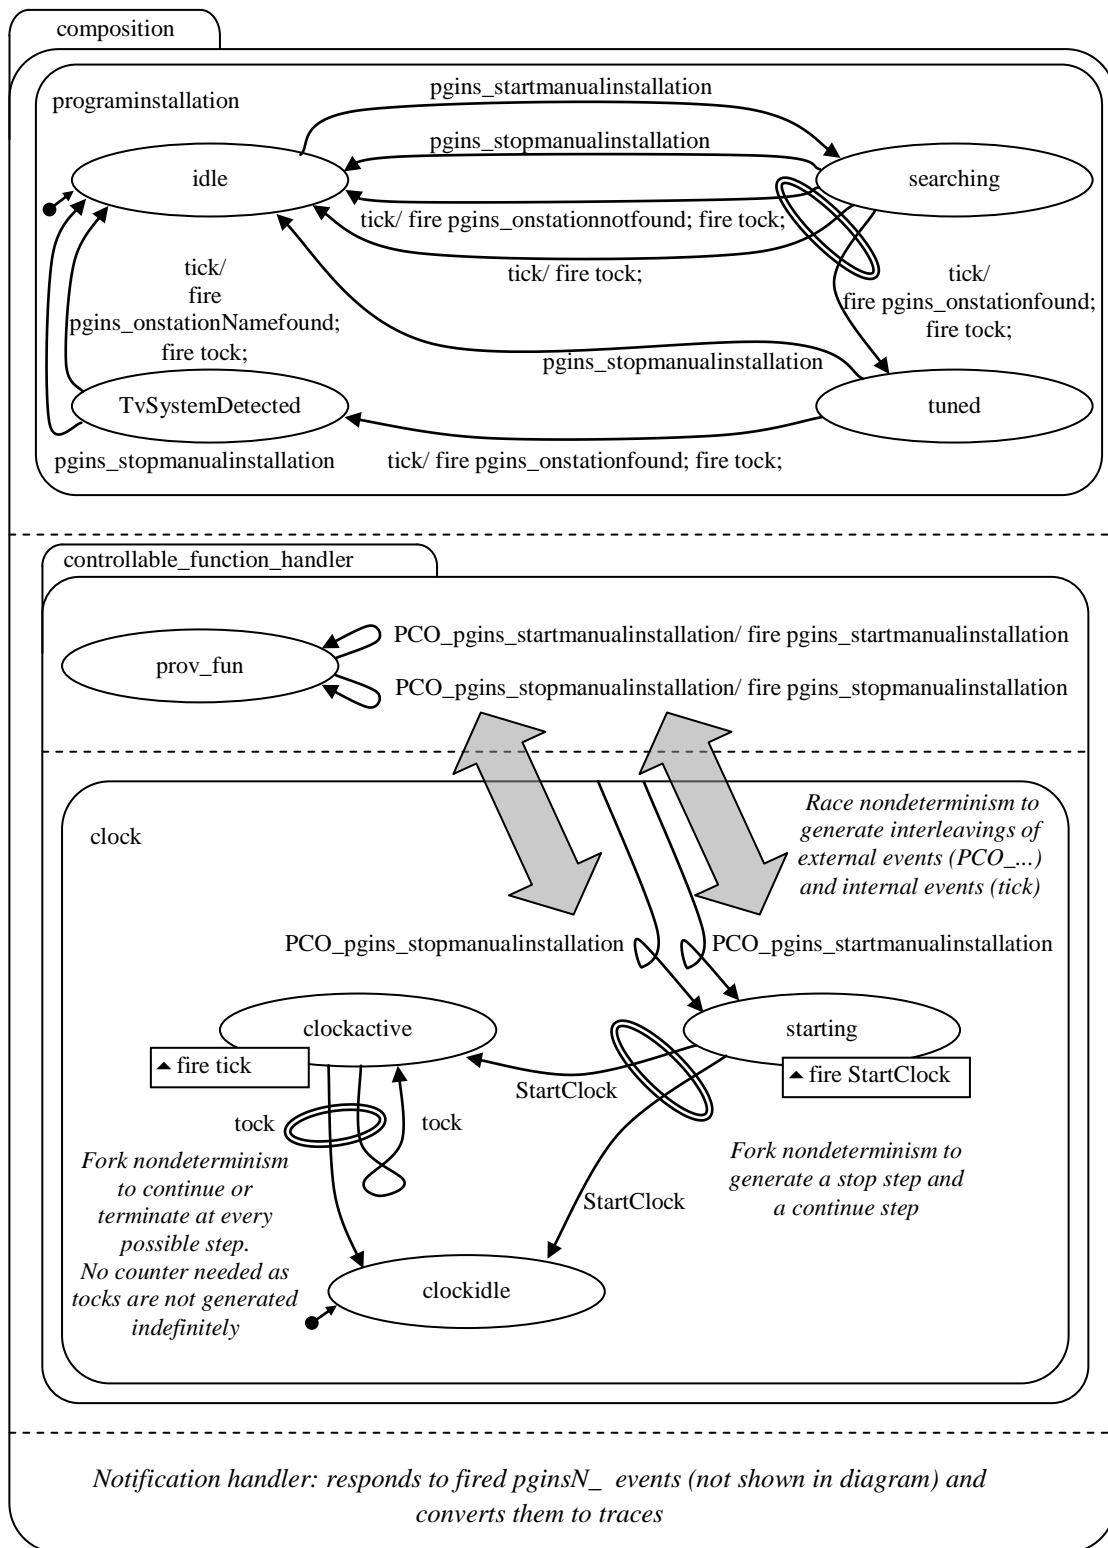 composition
programinstallation
pgins_startmanualinstallation
pgins_stopmanualinstallation
idle
searching
tick/ fire pgins_onstationnotfound; fire tock;
tick/ fire tock;
tick/
fire
pgins_onstationNamefound;
fire tock;
tick/
fire pgins_onstationfound;
fire tock;
pgins_stopmanualinstallation
TvSystemDetected
tuned
pgins_stopmanualinstallation
tick/ fire pgins_onstationfound; fire tock;
controllable_function_handler
prov_fun
PCO_pgins_startmanualinstallation/ fire pgins_startmanualinstallation
PCO_pgins_stopmanualinstallation/ fire pgins_stopmanualinstallation
clock
Race nondeterminism to
generate interleavings of
external events (PCO_...)
and internal events (tick)
PCO_pgins_stopmanualinstallation
PCO_pgins_startmanualinstallation
clockactive
starting
fire tick
fire StartClock
StartClock
tock
tock
Fork nondeterminism
to continue or
terminate at every
possible step.
No counter needed as
tocks are not generated
indefinitely
Fork nondeterminism to
generate a stop step and
a continue step
StartClock
clockidle
Notification handler: responds to fired pginsN_ events (not shown in diagram) and
converts them to traces